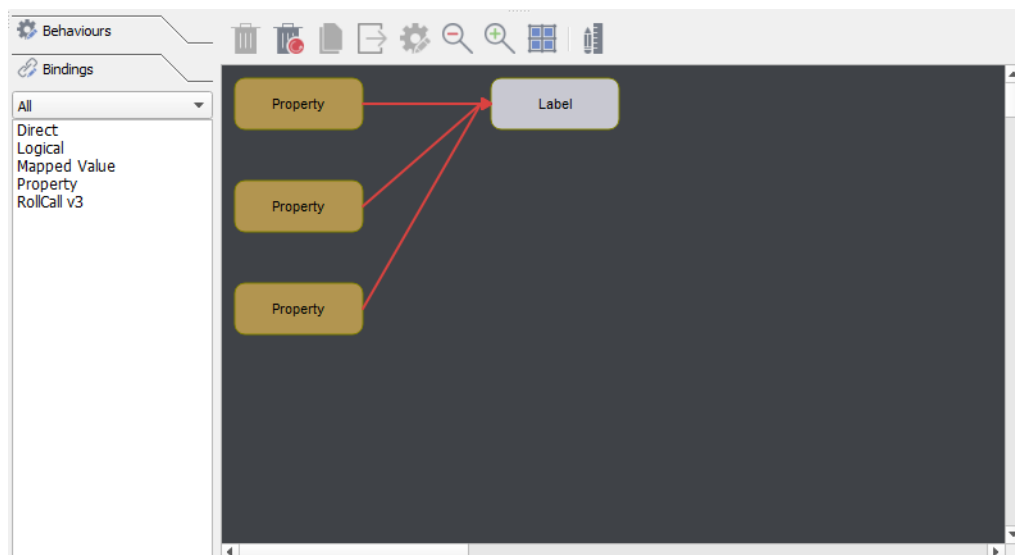 Behaviours
Bindings
All
Direct
Logical
Mapped Value
Property
RollCall v3
Property
Label
Property
Property